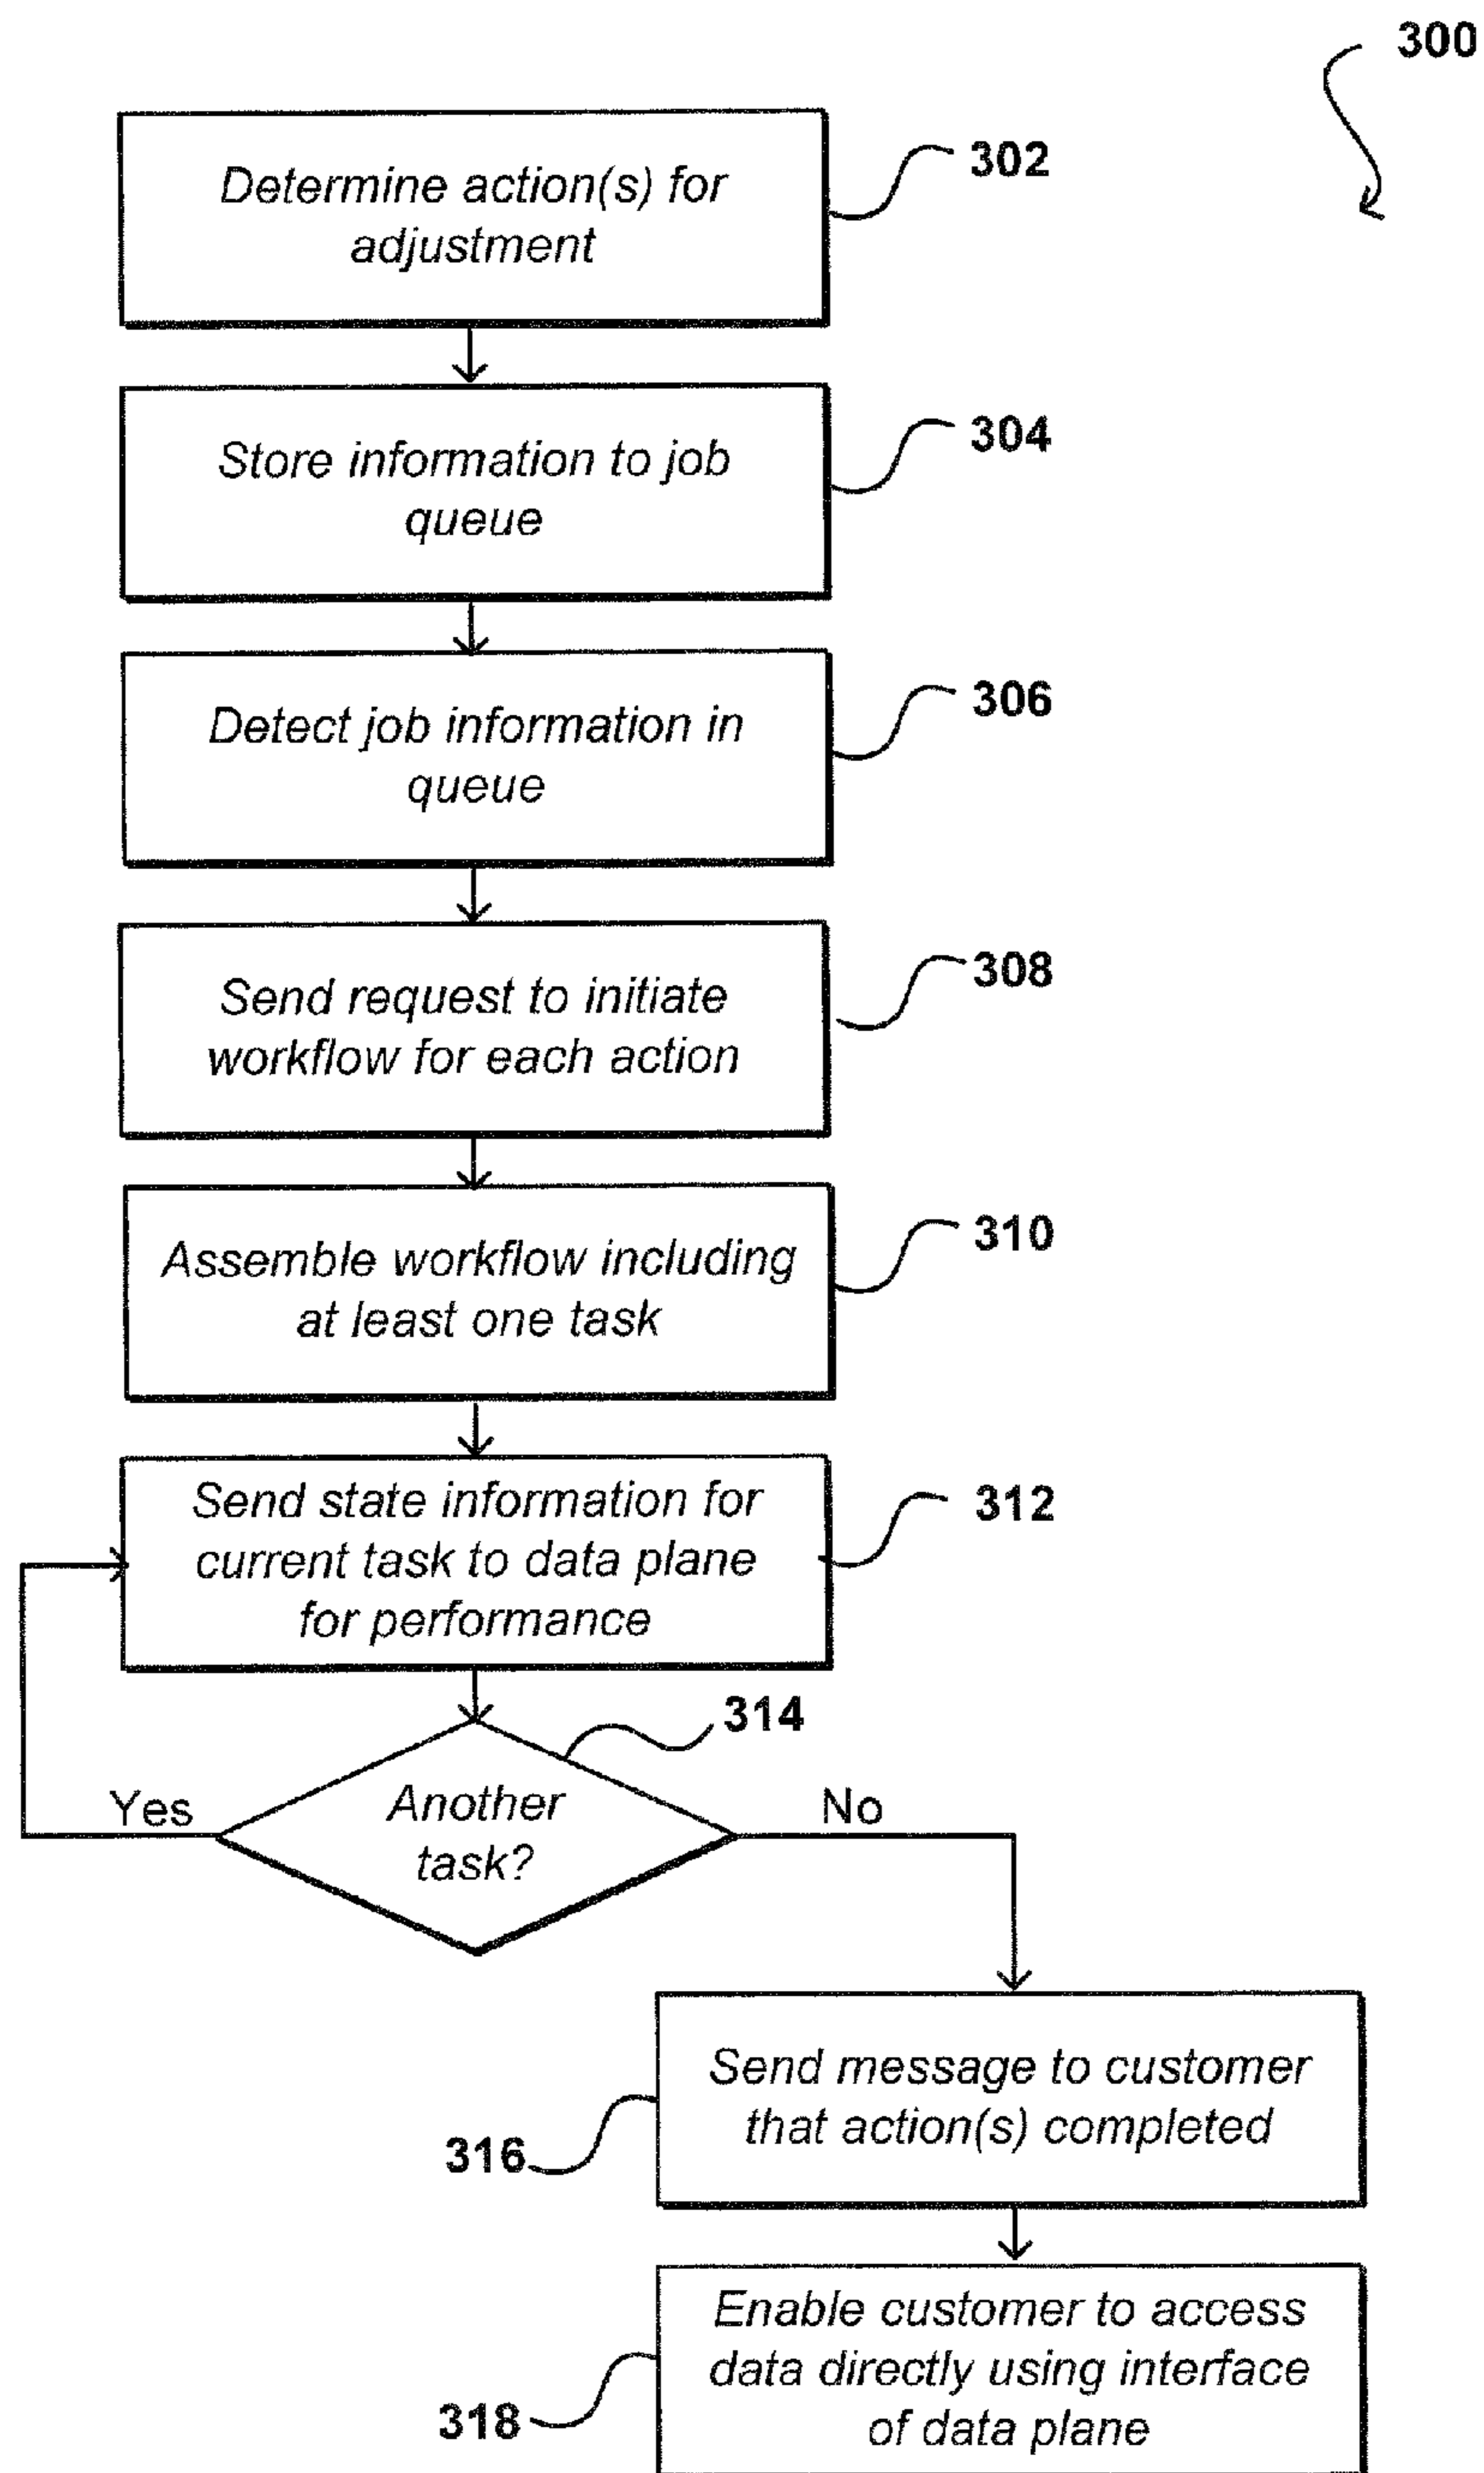 300
Determine action(s) for
adjustment
302
Store information to job
queue
304
Detect job information in
queue
306
Send request to initiate
workflow for each action
308
Assemble workflow including
at least one task
310
Send state information for
current task to data plane
for performance
312
314
Yes
Another
task?
No
Send message to customer
that action(s) completed
316
Enable customer to access
data directly using interface
of data plane
318